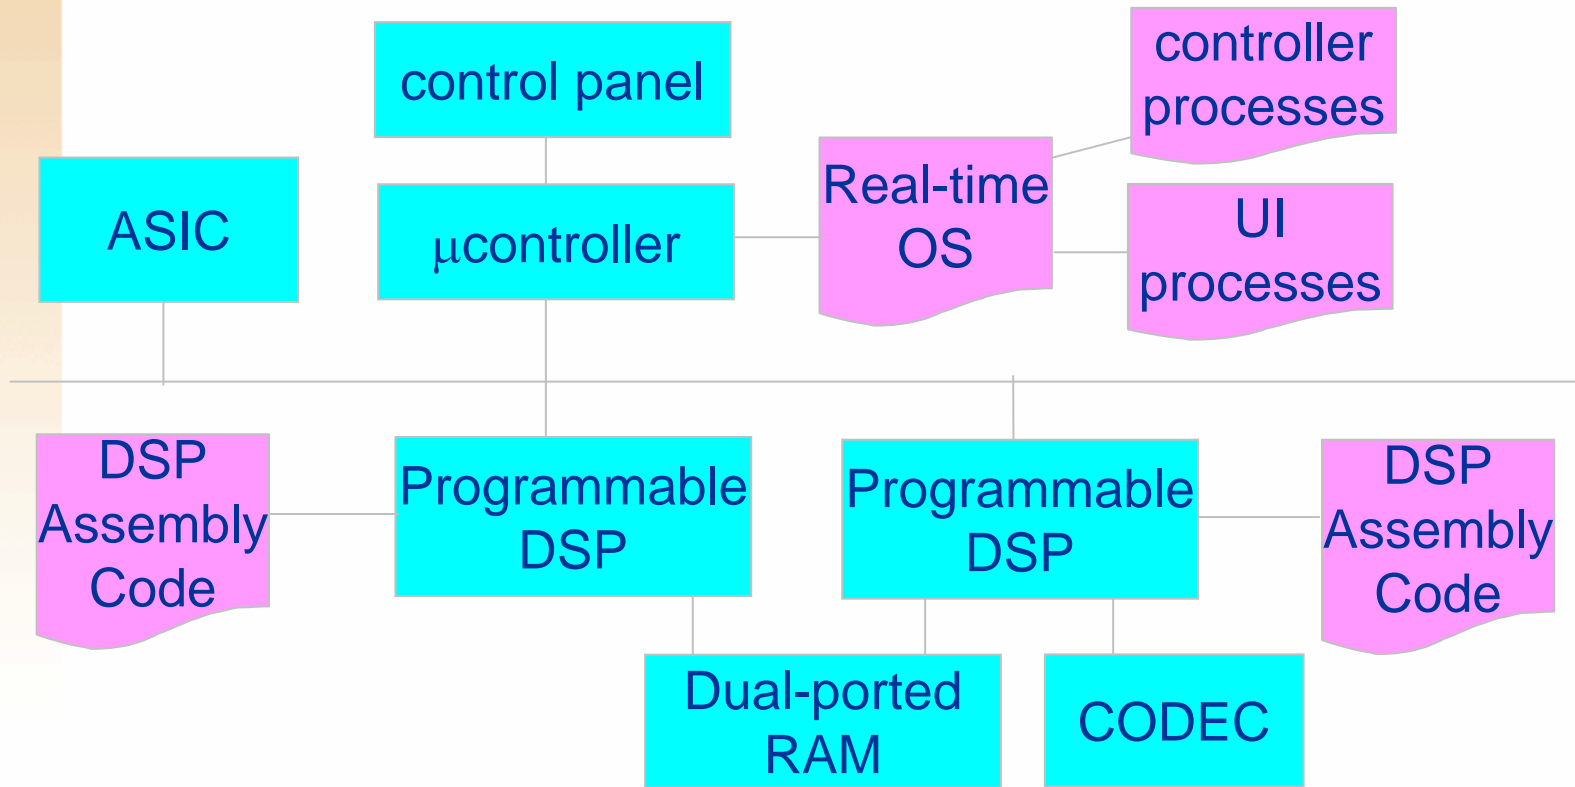 control panel
controller
processes
ASIC
μcontroller
Real-time
OS
UI
processes
DSP
Assembly
Code
Programmable
DSP
Programmable
DSP
DSP
Assembly
Code
Dual-ported
RAM
CODEC